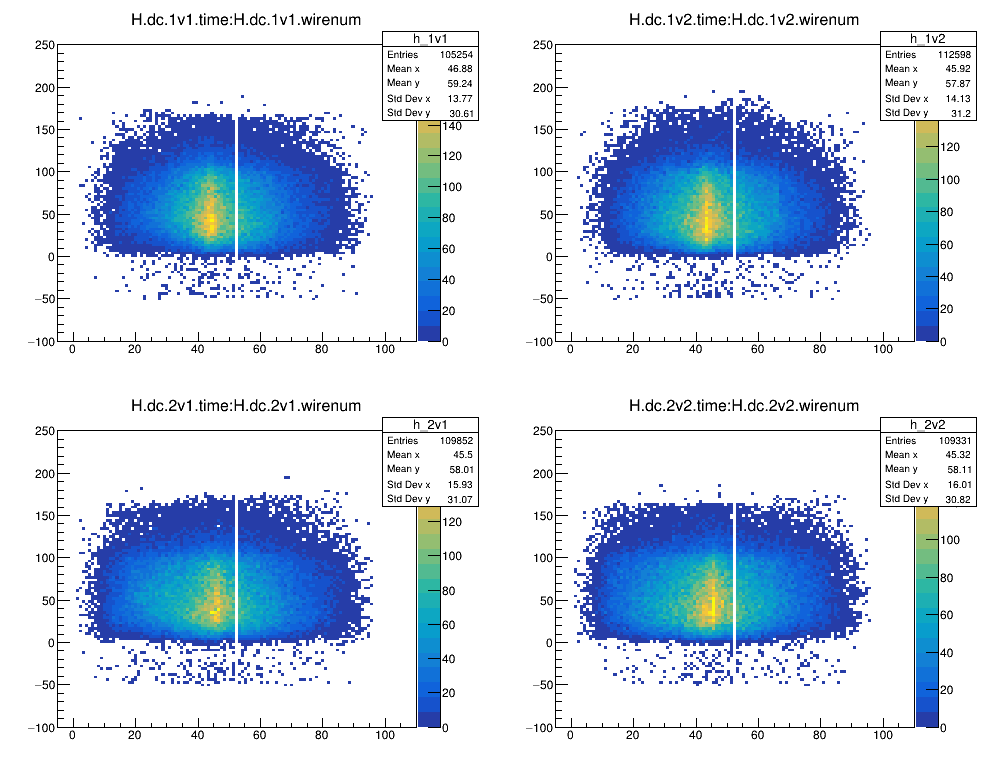 H.dc.1v1.time:H.dc.1v1.wirenum
h_1v1
Entries 105254
Mean x 46.88
Mean y 59.24
Std Dev x 13.77
Std Dev y 30.61
250
200
150
100
50
0
−50
−100
0 20 40 60 80 100
140
120
100
80
60
40
20
0
H.dc.1v2.time:H.dc.1v2.wirenum
h_1v2
Entries 112598
Mean x 45.92
Mean y 57.87
Std Dev x 14.13
Std Dev y 31.2
250
200
150
100
50
0
−50
−100
0 20 40 60 80 100
120
100
80
60
40
20
0
H.dc.2v1.time:H.dc.2v1.wirenum
h_2v1
Entries 109852
Mean x 45.5
Mean y 58.01
Std Dev x 15.93
Std Dev y 31.07
250
200
150
100
50
0
−50
−100
0 20 40 60 80 100
120
100
80
60
40
20
0
H.dc.2v2.time:H.dc.2v2.wirenum
h_2v2
Entries 109331
Mean x 45.32
Mean y 58.11
Std Dev x 16.01
Std Dev y 30.82
250
200
150
100
50
0
−50
−100
0 20 40 60 80 100
100
80
60
40
20
0